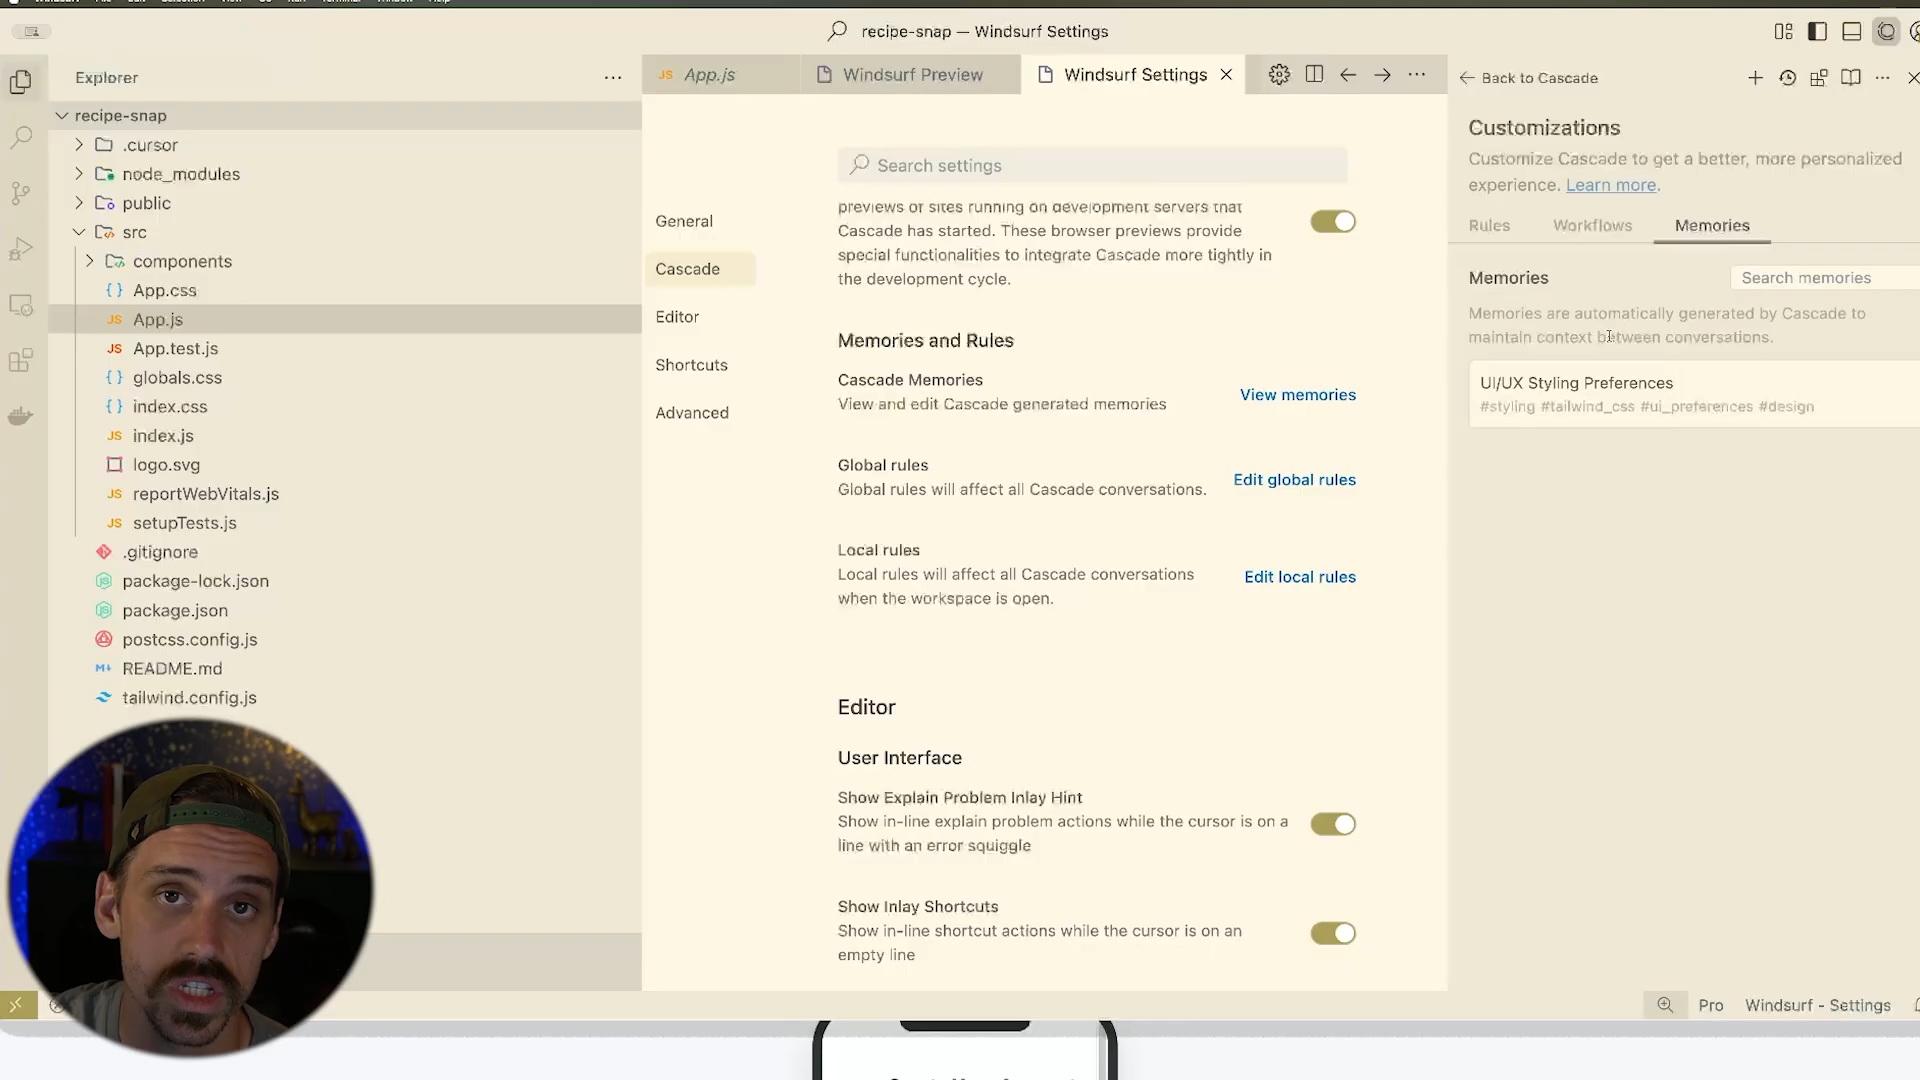 recipe-snap — Windsurf Settings
Explorer
recipe-snap
.cursor
node_modules
public
src
components
App.css
App.js
App.test.js
globals.css
index.css
index.js
logo.svg
reportWebVitals.js
setupTests.js
.gitignore
package-lock.json
package.json
postcss.config.js
README.md
tailwind.config.js
App.js
Windsurf Preview
Windsurf Settings
Search settings
General
Cascade
Editor
Shortcuts
Advanced
previews of sites running on development servers that
Cascade has started. These browser previews provide
special functionalities to integrate Cascade more tightly in
the development cycle.
Memories and Rules
Cascade Memories
View and edit Cascade generated memories
View memories
Global rules
Global rules will affect all Cascade conversations.
Edit global rules
Local rules
Local rules will affect all Cascade conversations
when the workspace is open.
Edit local rules
Editor
User Interface
Show Explain Problem Inlay Hint
Show in-line explain problem actions while the cursor is on a
line with an error squiggle
Show Inlay Shortcuts
Show in-line shortcut actions while the cursor is on an
empty line
Back to Cascade
Customizations
Customize Cascade to get a better, more personalized
experience. Learn more.
Rules
Workflows
Memories
Memories
Search memories
Memories are automatically generated by Cascade to
maintain context between conversations.
UI/UX Styling Preferences
#styling #tailwind_css #ui_preferences #design
Pro
Windsurf - Settings